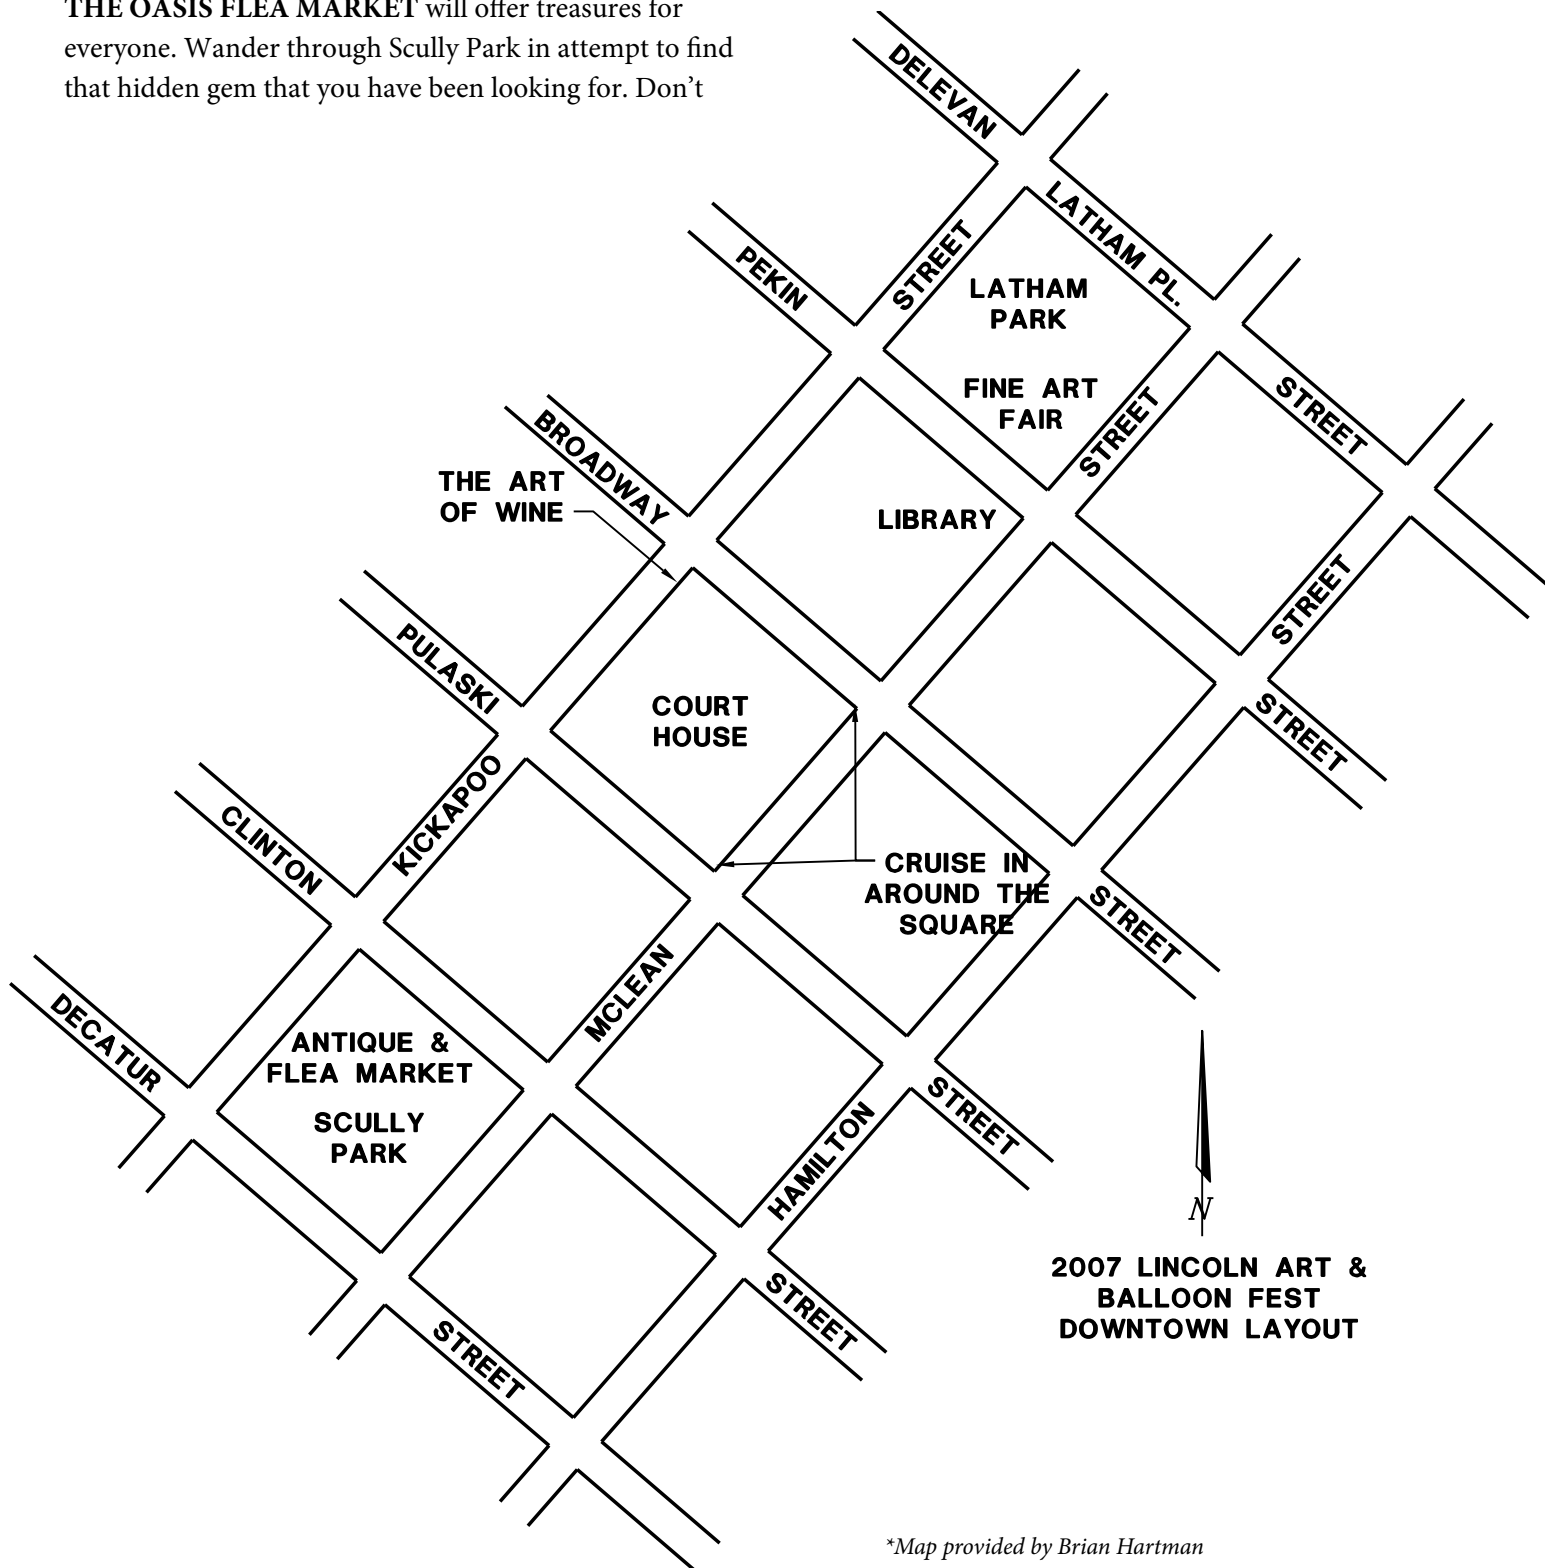 THE OASIS FLEA MARKET will offer treasures for
everyone. Wander through Scully Park in attempt to find
that hidden gem that you have been looking for. Don’t
DELEVAN
LATHAM PL.
STREET
PEKIN
STREET
LATHAM
PARK
FINE ART
FAIR
STREET
STREET
BROADWAY
THE ART
OF WINE
LIBRARY
STREET
PULASKI
COURT
HOUSE
STREET
KICKAPOO
CLINTON
CRUISE IN
AROUND THE
SQUARE
STREET
MCLEAN
DECATUR
ANTIQUE &
FLEA MARKET
SCULLY
PARK
HAMILTON
STREET
N
2007 LINCOLN ART &
BALLOON FEST
DOWNTOWN LAYOUT
STREET
STREET
*Map provided by Brian Hartman